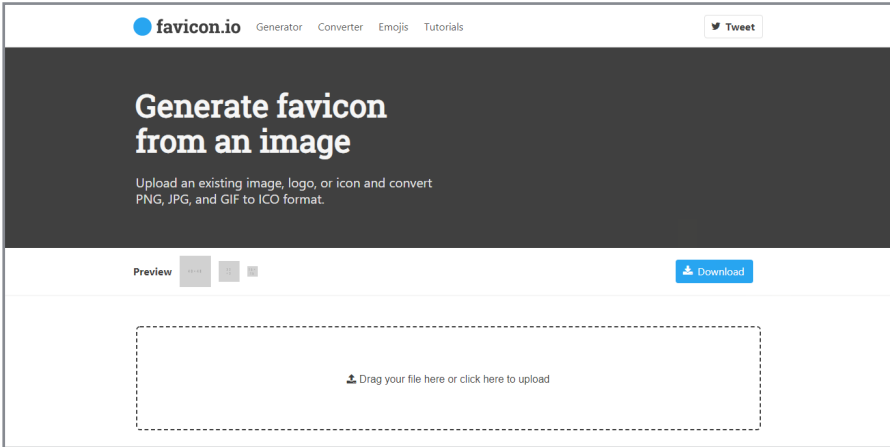 favicon.io Generator Converter Emojis Tutorials Tweet
Generate favicon
from an image
Upload an existing image, logo, or icon and convert
PNG, JPG, and GIF to ICO format.
Preview Download
Drag your file here or click here to upload